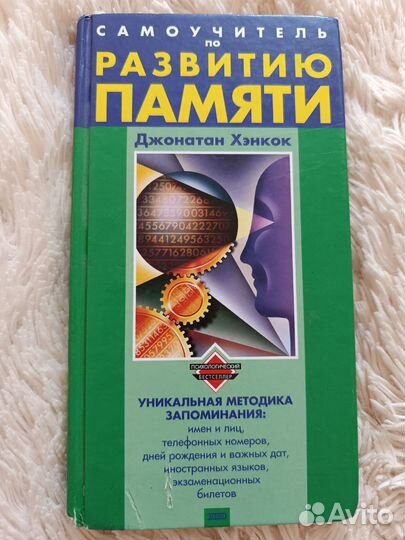 САМОУЧИТЕЛЬ
по
РАЗВИТИЮ
ПАМЯТИ
Джонатан Хэнкок
ПСИХОЛОГИЧЕСКИЙ
БЕСТСЕЛЛЕР
УНИКАЛЬНАЯ МЕТОДИКА
ЗАПОМИНАНИЯ:
имен и лиц,
телефонных номеров,
дней рождения и важных дат,
иностранных языков,
экзаменационных
билетов
Avito